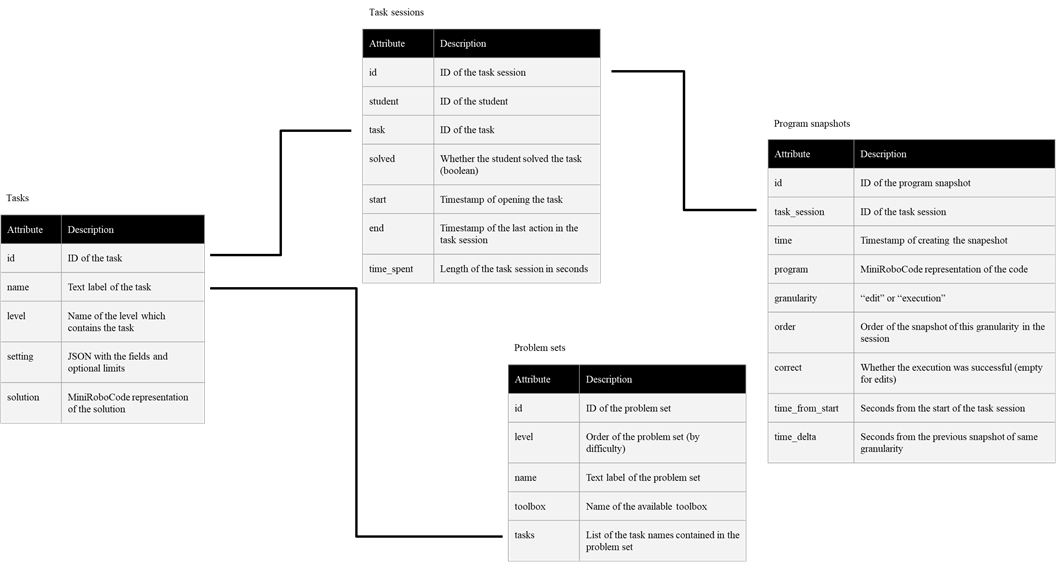 Task sessions
Attribute Description
id ID of the task session
student ID of the student
task ID of the task
solved Whether the student solved the task
(boolean)
start Timestamp of opening the task
end Timestamp of the last action in the
task session
time_spent Length of the task session in seconds
Program snapshots
Attribute Description
id ID of the program snapshot
task_session ID of the task session
time Timestamp of creating the snapeshot
program MiniRoboCode representation of the code
granularity “edit” or “execution”
order Order of the snapshot of this granularity in the
session
correct Whether the execution was successful (empty
for edits)
time_from_start Seconds from the start of the task session
time_delta Seconds from the previous snapshot of same
granularity
Tasks
Attribute Description
id ID of the task
name Text label of the task
level Name of the level which
contains the task
setting JSON with the fields and
optional limits
solution MiniRoboCode representation
of the solution
Problem sets
Attribute Description
id ID of the problem set
level Order of the problem set (by
difficulty)
name Text label of the problem set
toolbox Name of the available toolbox
tasks List of the task names contained in the
problem set